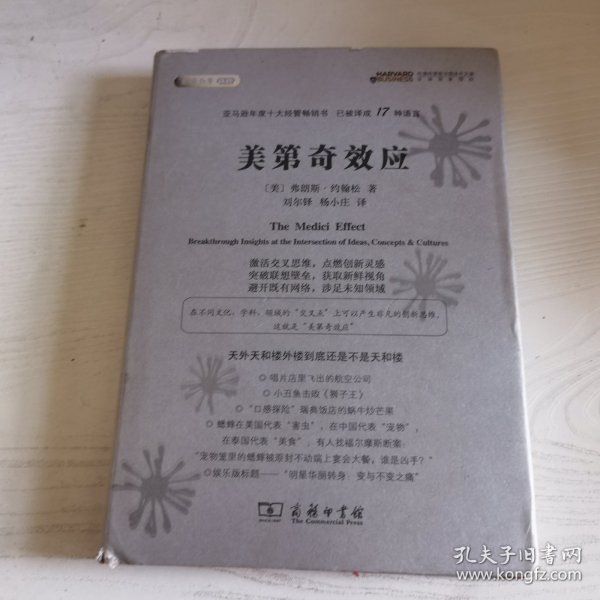 HARVARD
BUSINESS
亚马逊年度十大经管畅销书 已被译成 17 种语言
美第奇效应
〔美〕弗朗斯·约翰松 著
刘尔铎 杨小庄 译
The Medici Effect
Breakthrough Insights at the Intersection of Ideas, Concepts & Cultures
激活交叉思维，点燃创新灵感
突破联想壁垒，获取新鲜视角
避开既有网络，涉足未知领域
在不同文化、学科、领域的“交叉点”上可以产生非凡的创新思维，
这就是“美第奇效应”
天外天和楼外楼到底还是不是天和楼
◎唱片店里飞出的航空公司
◎小丑鱼击败《狮子王》
◎“口感探险”瑞典饭店的蜗牛炒芒果
◎蟋蟀在美国代表“害虫”，在中国代表“宠物”，
在泰国代表“美食”，有人找福尔摩斯断案：
“宠物笼里的蟋蟀被原封不动端上宴会大餐，谁是凶手？”
◎娱乐版标题——“明星华丽转身：变与不变之痛”
商务印书馆
The Commercial Press
孔夫子旧书网
www.kongfz.com